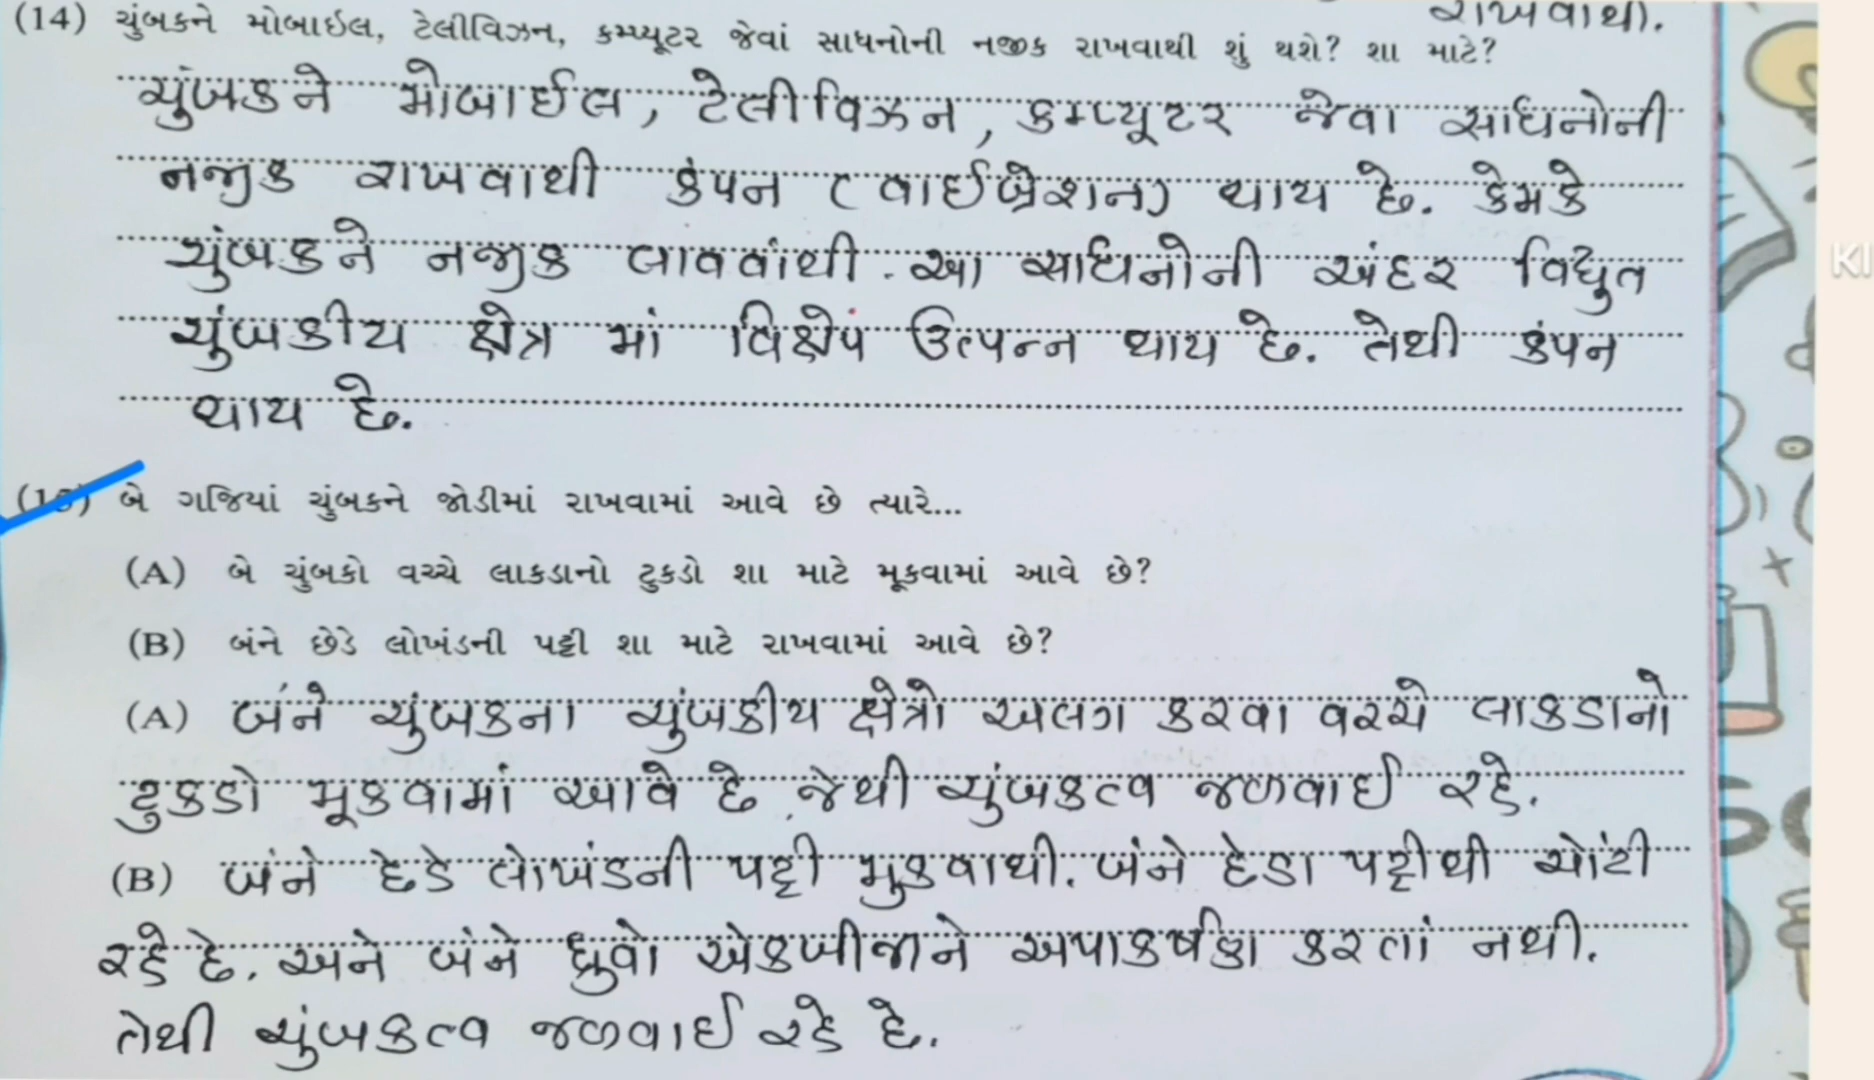 રાખવાથી.
(14) ચુંબકને મોબાઇલ, ટેલીવિઝન, કમ્પ્યૂટર જેવાં સાધનોની નજીક રાખવાથી શું થશે? શા માટે?
ચુંબકને મોબાઈલ, ટેલીવિઝન, કમ્પ્યૂટર જેવા સાધનોની
નજીક રાખવાથી કંપન (વાઈબ્રેશન) થાય છે. કેમકે
ચુંબકને નજીક લાવવાથી. આ સાધનોની અંદર વિદ્યુત
ચુંબકીય ક્ષેત્ર માં વિક્ષેપ ઉત્પન્ન થાય છે. તેથી કંપન
થાય છે.
બે ગજિયાં ચુંબકને જોડીમાં રાખવામાં આવે છે ત્યારે...
(A) બે ચુંબકો વચ્ચે લાકડાનો ટુકડો શા માટે મૂકવામાં આવે છે?
(B) બંને છેડે લોખંડની પટ્ટી શા માટે રાખવામાં આવે છે?
(A) બંને ચુંબકના ચુંબકીય ક્ષેત્રો અલગ કરવા વચ્ચે લાકડાનો
ટુકડો મૂકવામાં આવે છે જેથી ચુંબકત્વ જળવાઈ રહે.
(B) બંને છેડે લોખંડની પટ્ટી મુકવાથી. બંને છેડા પટ્ટીથી ચોંટી
રહે છે. અને બંને ધ્રુવો એકબીજાને અપાકર્ષણ કરતાં નથી.
તેથી ચુંબકત્વ જળવાઈ રહે છે.
KI